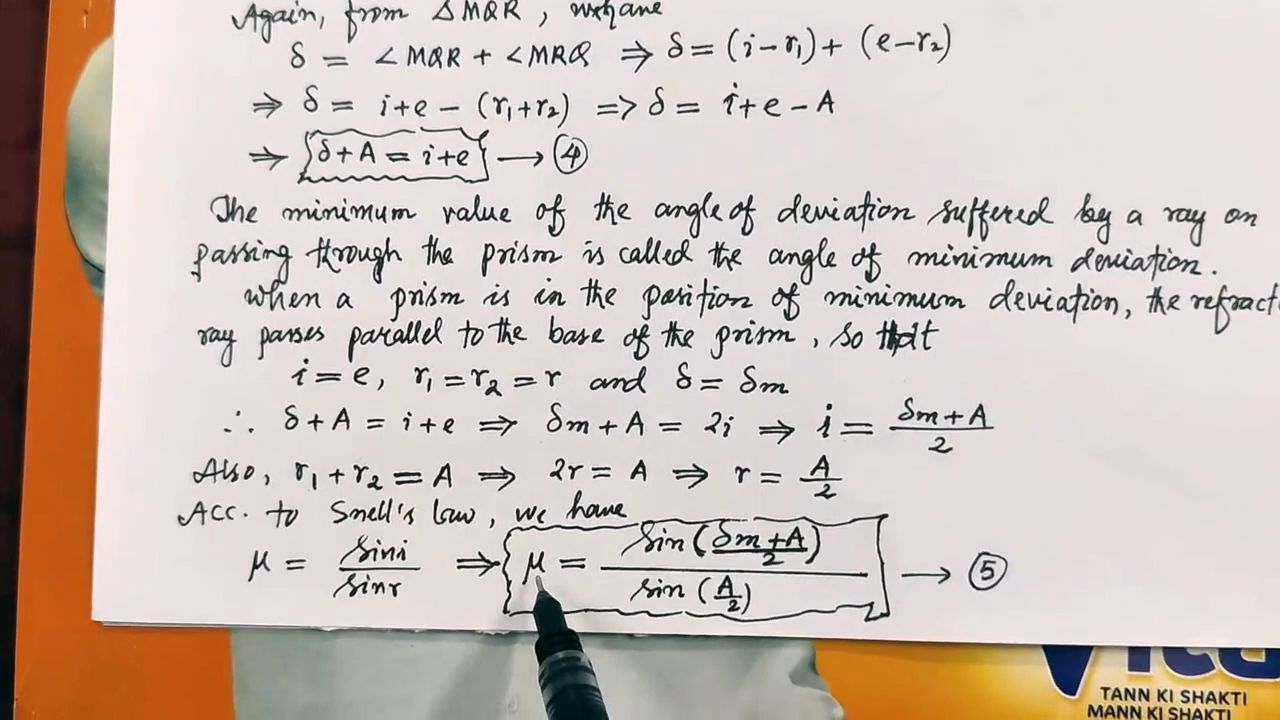 Again, from ΔMQR, we have
δ = ∠MQR + ∠MRQ ⇒ δ = (i-r₁) + (e-r₂)
⇒ δ = i+e - (r₁+r₂) => δ = i+e-A
⇒ δ+A = i+e → ④
The minimum value of the angle of deviation suffered by a ray on
passing through the prism is called the angle of minimum deviation.
When a prism is in the position of minimum deviation, the refract
ray passes parallel to the base of the prism, so that
i = e, r₁ = r₂ = r and δ = δm
∴ δ+A = i+e ⇒ δm+A = 2i ⇒ i = (δm+A)/2
Also, r₁+r₂ = A ⇒ 2r = A ⇒ r = A/2
Acc. to Snell's law, we have
μ = sini/sinr ⇒ μ = sin((δm+A)/2)/sin(A/2) → ⑤
TANN KI SHAKTI
MANN KI SHAKTI